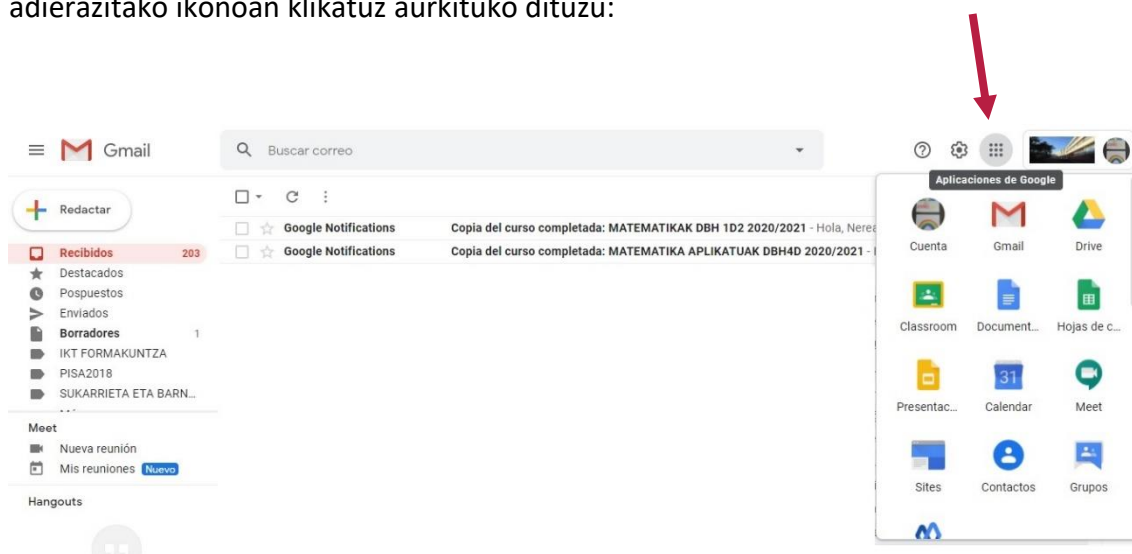 adierazitako ikonoan klikatuz aurkituko dituzu:
Gmail
Buscar correo
Aplicaciones de Google
Redactar
Google Notifications Copia del curso completada: MATEMATIKAK DBH 1D2 2020/2021 - Hola, Nerea
Google Notifications Copia del curso completada: MATEMATIKA APLIKATUAK DBH4D 2020/2021 -
Recibidos 203
Destacados
Pospuestos
Enviados
Borradores 1
IKT FORMAKUNTZA
PISA2018
SUKARRIETA ETA BARN...
Meet
Nueva reunión
Mis reuniones Nuevo
Hangouts
Cuenta Gmail Drive
Classroom Document... Hojas de c...
31
Presentac... Calendar Meet
Sites Contactos Grupos